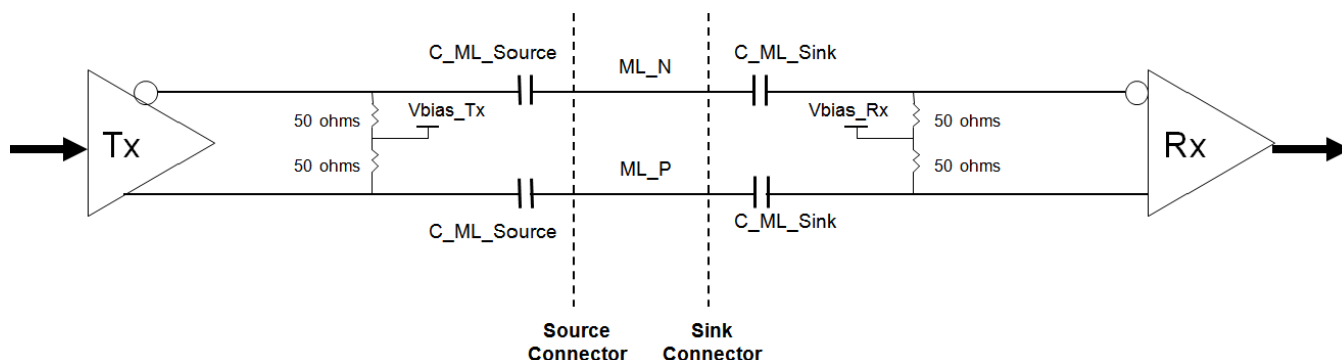 C_ML_Source
ML_N
C_ML_Sink
Vbias_Tx
Vbias_Rx
50 ohms
50 ohms
Tx
Rx
50 ohms
50 ohms
ML_P
C_ML_Source
C_ML_Sink
Source
Connector
Sink
Connector